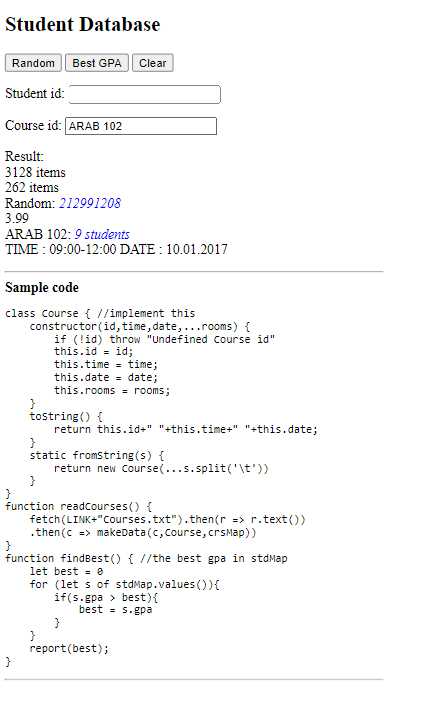 Student Database
Random Best GPA Clear
Student id:
Course id: ARAB 102
Result:
3128 items
262 items
Random: 212991208
3.99
ARAB 102: 9 students
TIME : 09:00-12:00 DATE : 10.01.2017
Sample code
class Course { //implement this
    constructor(id,time,date,...rooms) {
        if (!id) throw "Undefined Course id"
        this.id = id;
        this.time = time;
        this.date = date;
        this.rooms = rooms;
    }
    toString() {
        return this.id+" "+this.time+" "+this.date;
    }
    static fromString(s) {
        return new Course(...s.split('\t'))
    }
}
function readCourses() {
    fetch(LINK+"Courses.txt").then(r => r.text())
    .then(c => makeData(c,Course,crsMap))
}
function findBest() { //the best gpa in stdMap
    let best = 0
    for (let s of stdMap.values()){
        if(s.gpa > best){
            best = s.gpa
        }
    }
    report(best);
}